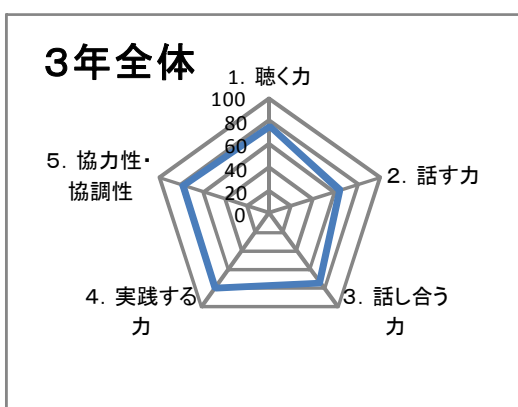 3年全体
1．聴く力
100
80
60
40
20
0
2．話す力
3．話し合う
力
4．実践する
力
5．協力性・
協調性